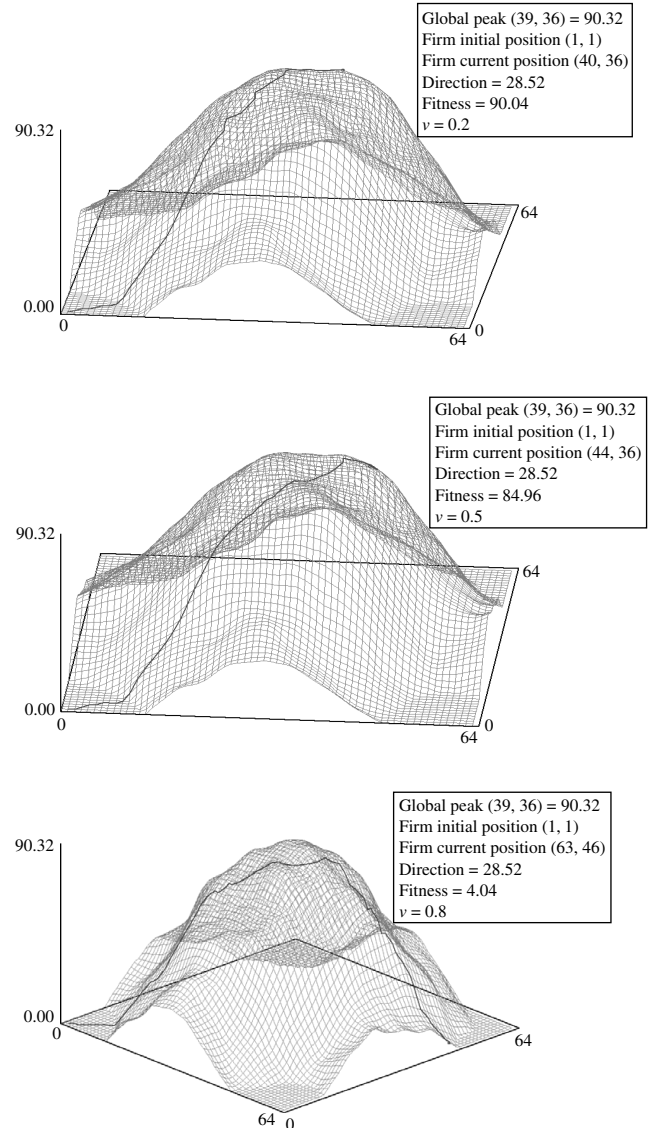 Global peak (39, 36) = 90.32
Firm initial position (1, 1)
Firm current position (40, 36)
Direction = 28.52
Fitness = 90.04
v = 0.2
90.32
64
0.00
0
64
0
Global peak (39, 36) = 90.32
Firm initial position (1, 1)
Firm current position (44, 36)
Direction = 28.52
Fitness = 84.96
v = 0.5
90.32
64
0.00
0
64
0
Global peak (39, 36) = 90.32
Firm initial position (1, 1)
Firm current position (63, 46)
Direction = 28.52
Fitness = 4.04
v = 0.8
90.32
0.00
0
64
64
0